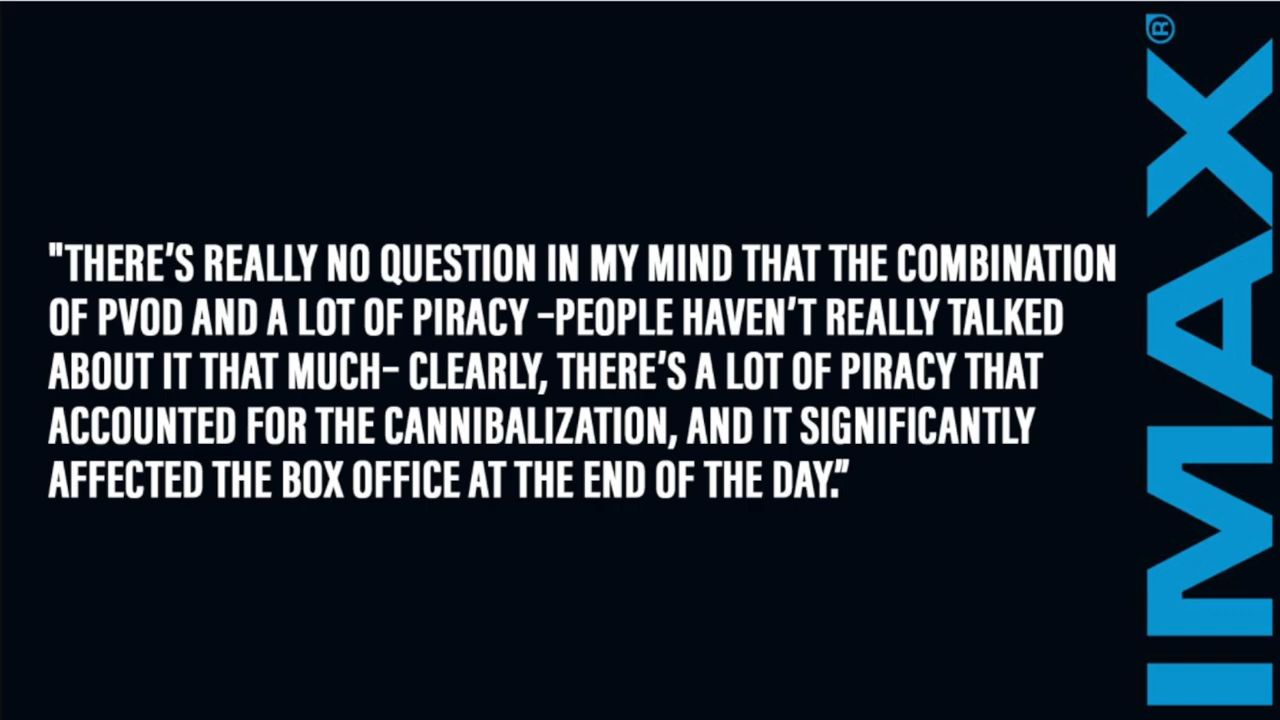 "THERE’S REALLY NO QUESTION IN MY MIND THAT THE COMBINATION
OF PVOD AND A LOT OF PIRACY –PEOPLE HAVEN’T REALLY TALKED
ABOUT IT THAT MUCH– CLEARLY, THERE’S A LOT OF PIRACY THAT
ACCOUNTED FOR THE CANNIBALIZATION, AND IT SIGNIFICANTLY
AFFECTED THE BOX OFFICE AT THE END OF THE DAY.”
IMAX®